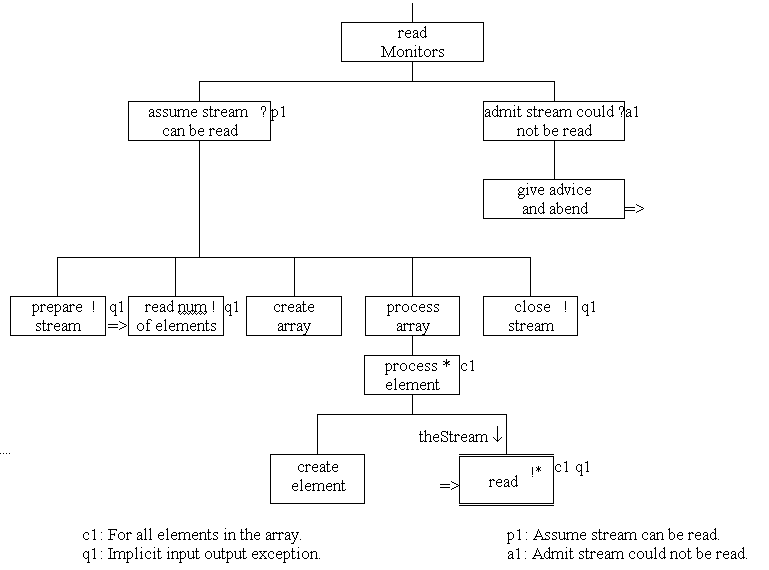 read
Monitors
assume stream ? p1
can be read
admit stream could ? a1
not be read
give advice
and abend =>
prepare ! q1
stream =>
read num ! q1
of elements
create
array
process
array
close ! q1
stream
process * c1
element
theStream ↓
create
element
!* c1 q1
=> read
....
c1: For all elements in the array.
q1: Implicit input output exception.
p1: Assume stream can be read.
a1: Admit stream could not be read.